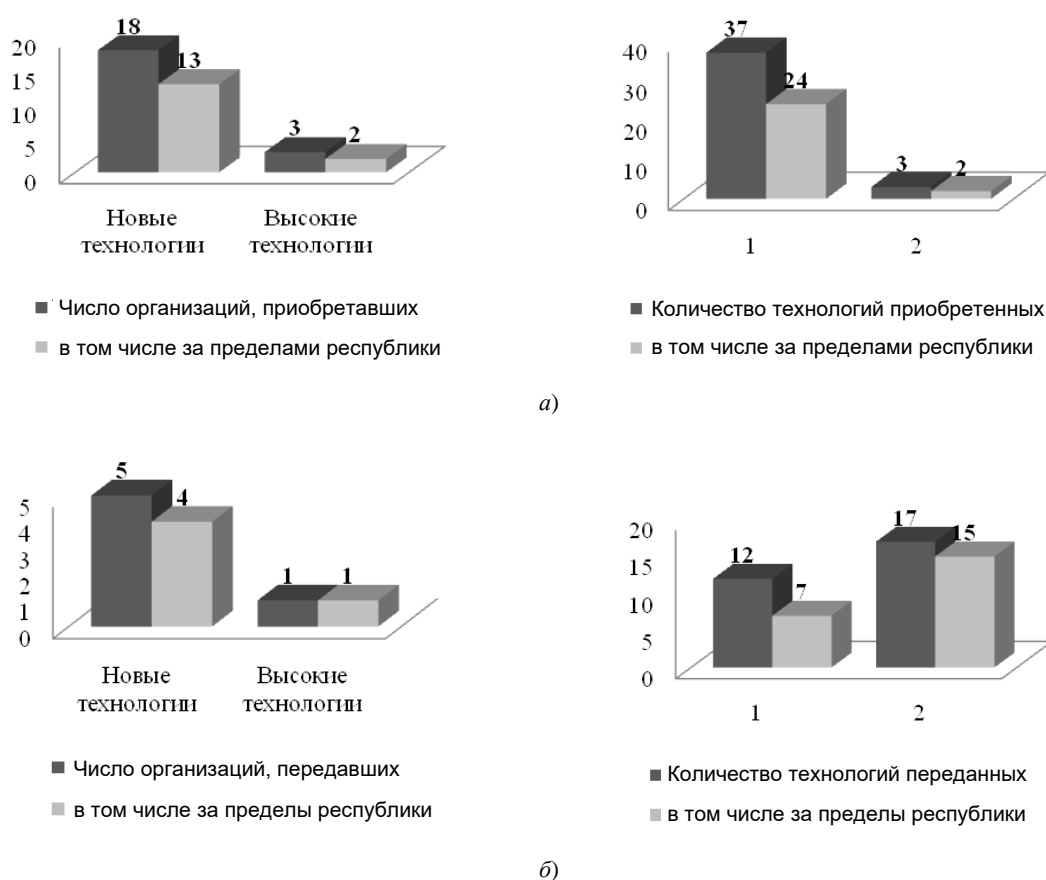 18
20
13
15
10
3
2
5
0
Новые
технологии
Высокие
технологии
Число организаций, приобретавших
в том числе за пределами республики
37
40
24
30
20
3
2
10
0
1
2
Количество технологий приобретенных
в том числе за пределами республики
а)
5
4
5
4
3
1
1
2
1
0
Новые
технологии
Высокие
технологии
Число организаций, передавших
в том числе за пределы республики
17
20
12
15
15
7
10
5
0
1
2
Количество технологий переданных
в том числе за пределы республики
б)